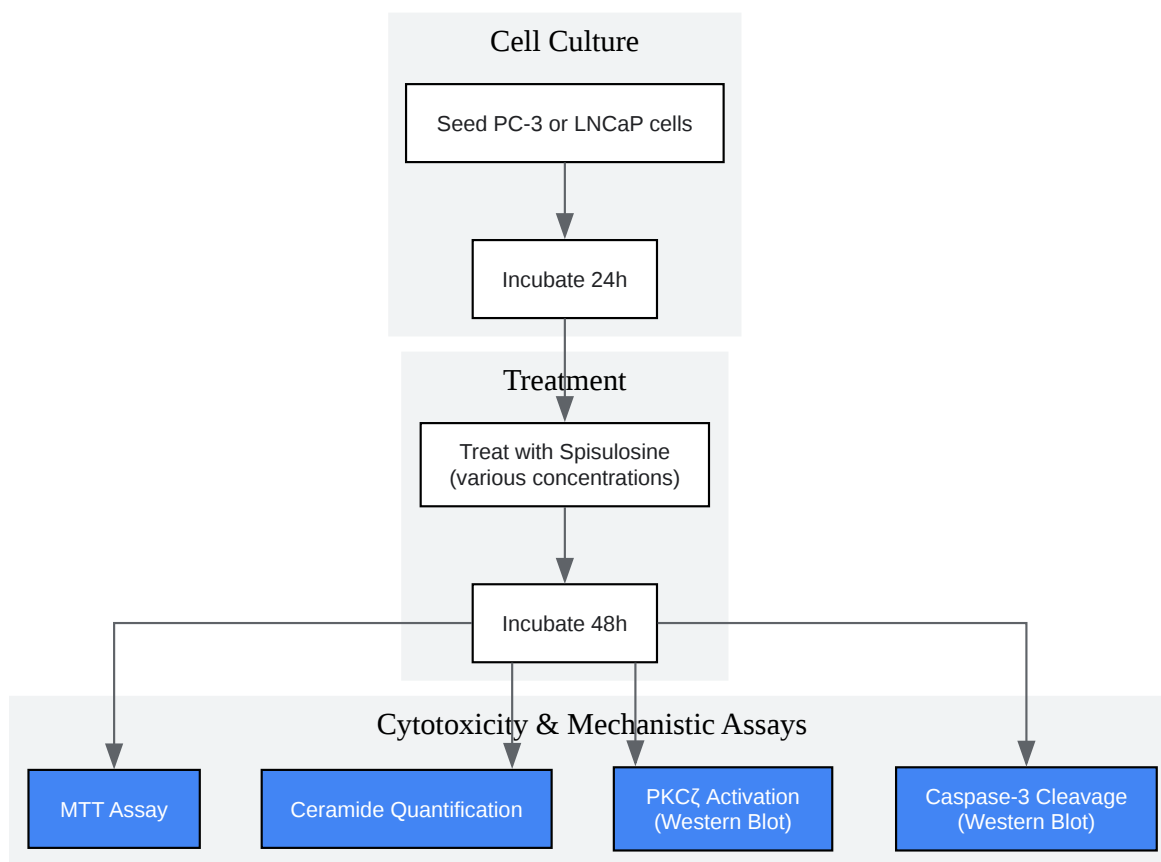 Cell Culture
Seed PC-3 or LNCaP cells
Incubate 24h
Treatment
Treat with Spisulosine
(various concentrations)
Incubate 48h
Cytotoxicity & Mechanistic Assays
MTT Assay
Ceramide Quantification
PKCζ Activation
(Western Blot)
Caspase-3 Cleavage
(Western Blot)